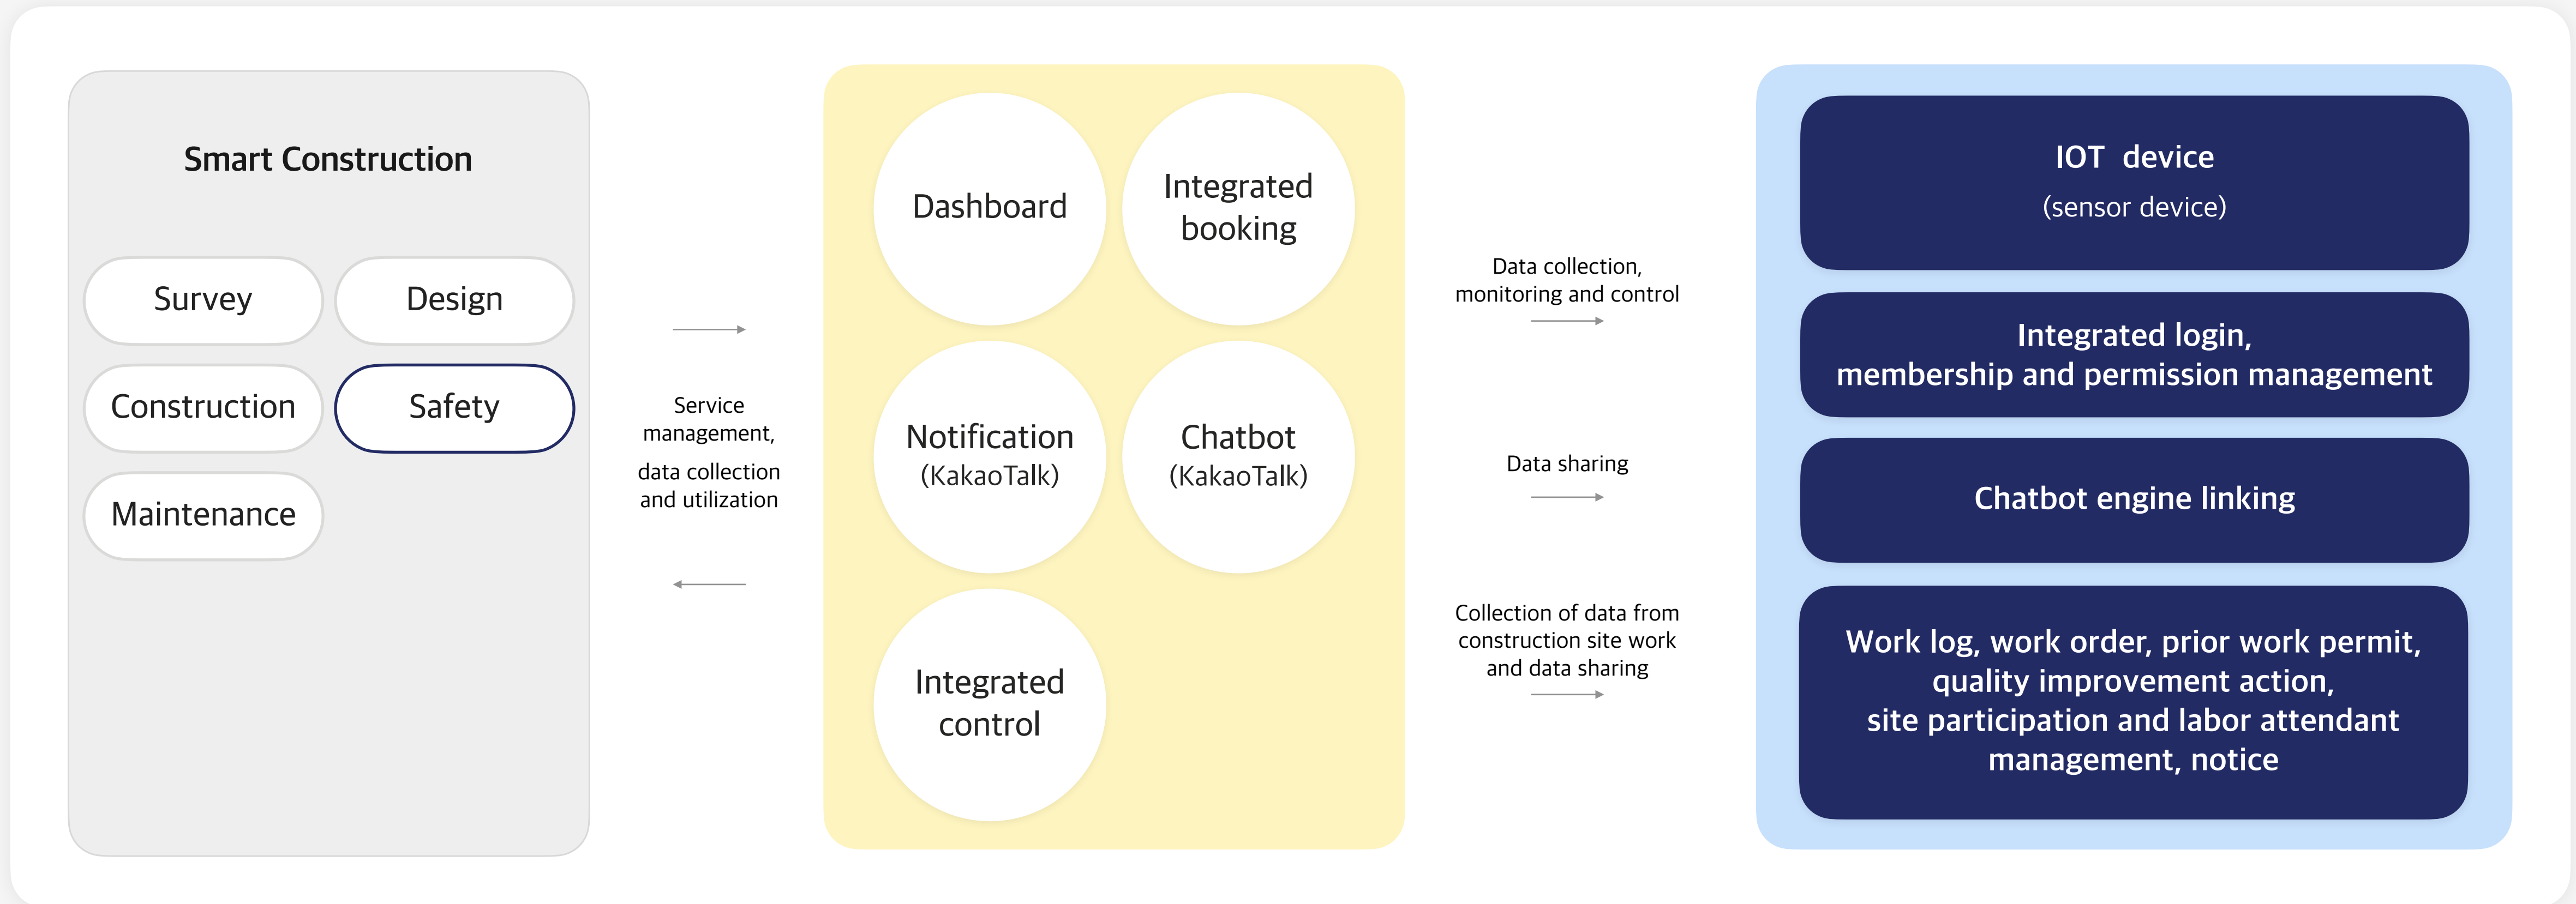 Smart Construction
Survey
Design
Construction
Safety
Maintenance
Service
management,
data collection
and utilization
Dashboard
Integrated
booking
Notification
(KakaoTalk)
Chatbot
(KakaoTalk)
Integrated
control
Data collection,
monitoring and control
Data sharing
Collection of data from
construction site work
and data sharing
IOT  device
(sensor device)
Integrated login,
membership and permission management
Chatbot engine linking
Work log, work order, prior work permit,
quality improvement action,
site participation and labor attendant
management, notice